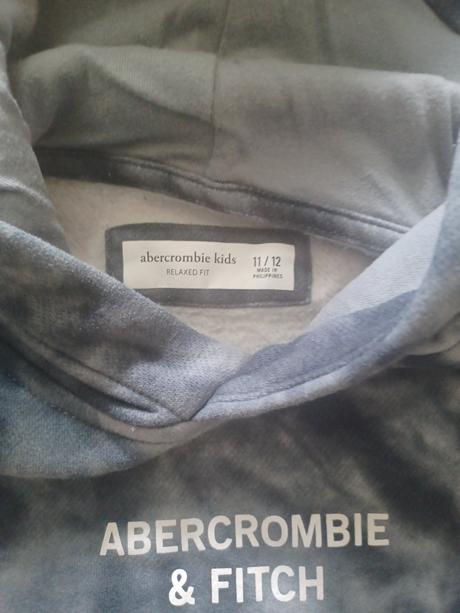 abercrombie kids
RELAXED FIT
11 / 12
MADE IN
PHILIPPINES
ABERCROMBIE
& FITCH